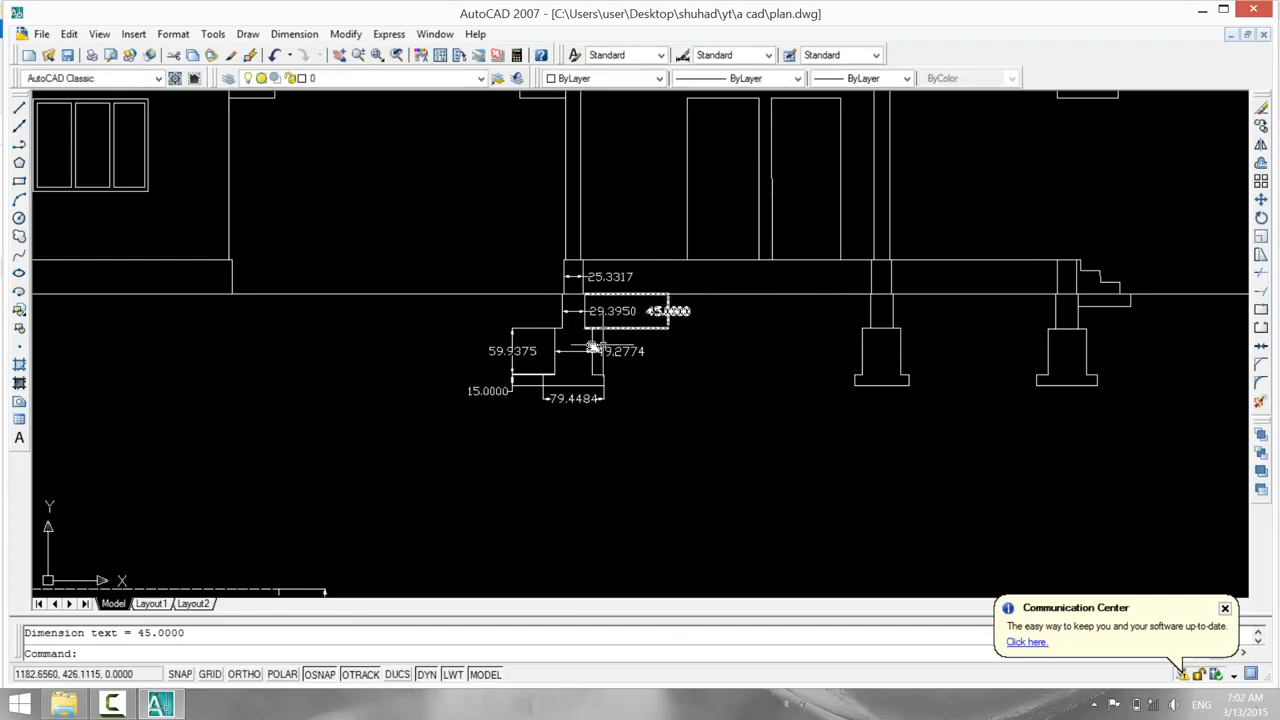 AutoCAD 2007 - [C:\Users\user\Desktop\shuhad\yt\a cad\plan.dwg]
File Edit View Insert Format Tools Draw Dimension Modify Express Window Help
Standard Standard Standard
AutoCAD Classic 0 ByLayer ByLayer ByLayer ByColor
25.3317
29.3950 45.0000
59.9375 9.2774
15.0000
79.4484
Y
X
Model Layout1 Layout2
Communication Center
The easy way to keep you and your software up-to-date.
Click here.
Dimension text = 45.0000
Command:
1182.6560, 426.1115, 0.0000 SNAP GRID ORTHO POLAR OSNAP OTRACK DUCS DYN LWT MODEL
ENG
7:02 AM
3/13/2015